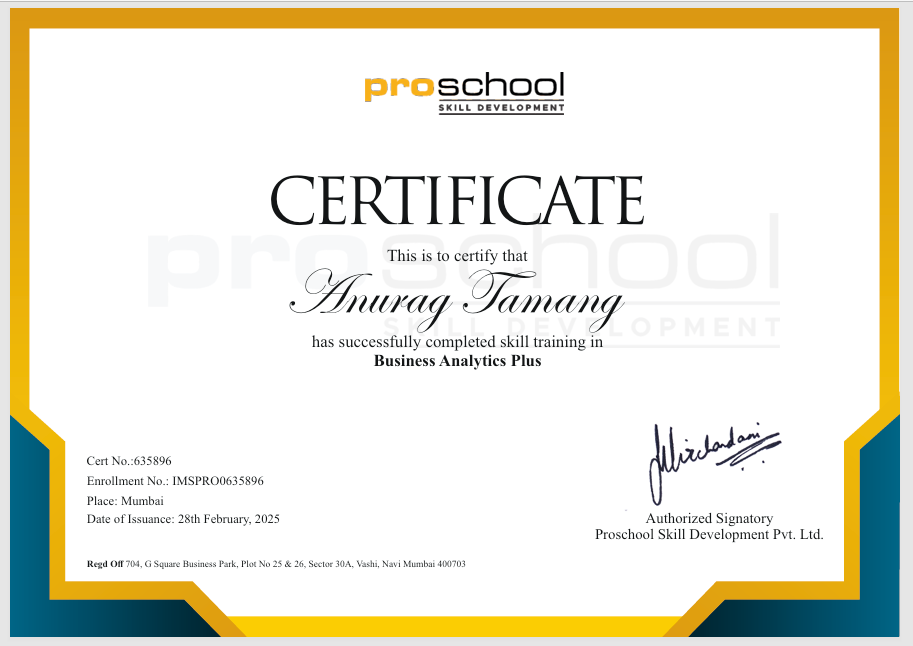 proschool
SKILL DEVELOPMENT
CERTIFICATE
This is to certify that
Anurag Tamang
has successfully completed skill training in
Business Analytics Plus
Cert No.:635896
Enrollment No.: IMSPRO0635896
Place: Mumbai
Date of Issuance: 28th February, 2025
Authorized Signatory
Proschool Skill Development Pvt. Ltd.
Regd Off 704, G Square Business Park, Plot No 25 & 26, Sector 30A, Vashi, Navi Mumbai 400703
proschool
SKILL DEVELOPMENT